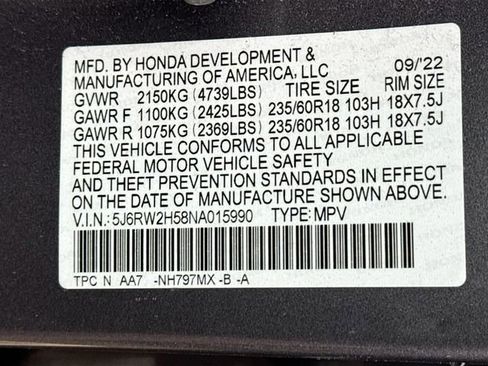 MFD. BY HONDA DEVELOPMENT &
MANUFACTURING OF AMERICA, LLC 09/'22
GVWR 2150KG (4739LBS) TIRE SIZE RIM SIZE
GAWR F 1100KG (2425LBS) 235/60R18 103H 18X7.5J
GAWR R 1075KG (2369LBS) 235/60R18 103H 18X7.5J
THIS VEHICLE CONFORMS TO ALL APPLICABLE
FEDERAL MOTOR VEHICLE SAFETY
AND THEFT PREVENTION STANDARDS IN EFFECT
ON THE DATE OF MANUFACTURE SHOWN ABOVE.
V.I.N.: 5J6RW2H58NA015990 TYPE: MPV
TPC N AA7 -NH797MX -B -A